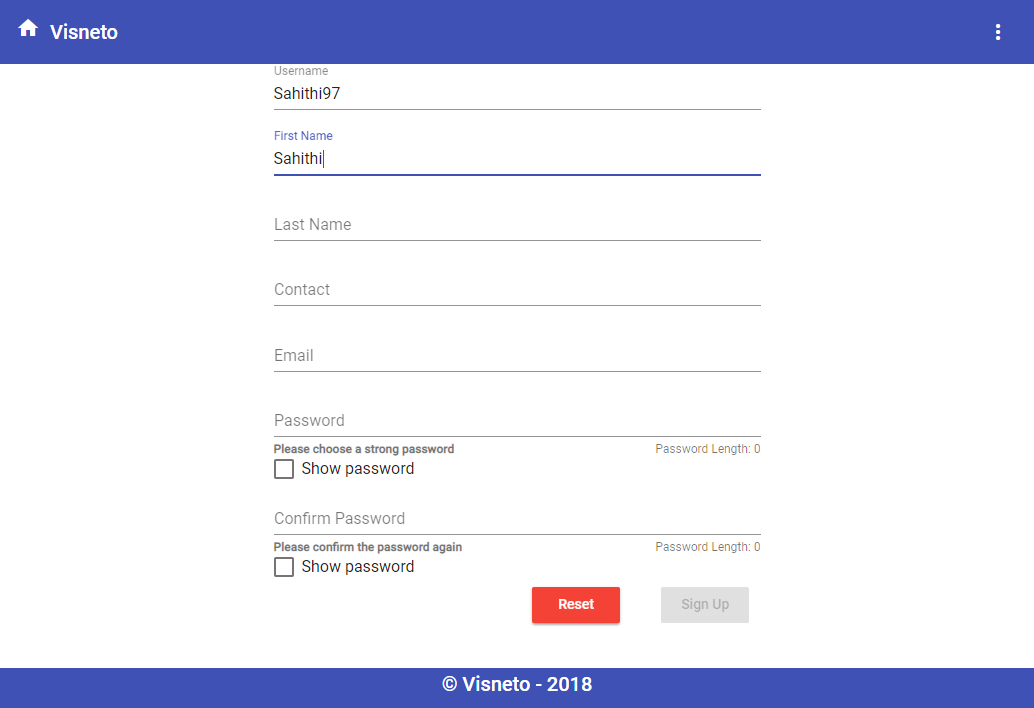 Visneto
Username
Sahithi97
First Name
Sahithi
Last Name
Contact
Email
Password
Please choose a strong password Password Length: 0
Show password
Confirm Password
Please confirm the password again Password Length: 0
Show password
Reset Sign Up
© Visneto - 2018